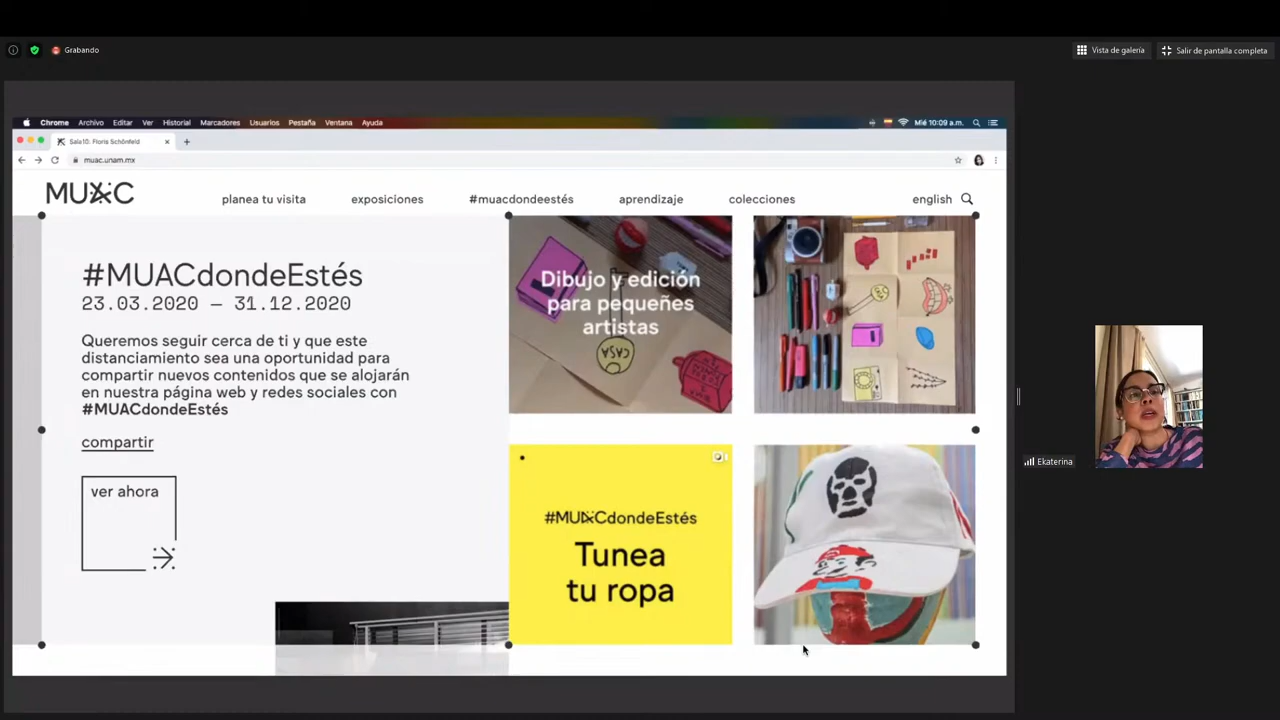 Grabando
Vista de galería
Salir de pantalla completa
Chrome Archivo Editar Ver Historial Marcadores Usuarios Pestaña Ventana Ayuda
Mié 10:09 a.m.
Sala10. Floris Schönfeld
muac.unam.mx
MUAC
planea tu visita
exposiciones
#muacdondeestés
aprendizaje
colecciones
english
#MUACdondeEstés
23.03.2020 – 31.12.2020
Queremos seguir cerca de ti y que este
distanciamiento sea una oportunidad para
compartir nuevos contenidos que se alojarán
en nuestra página web y redes sociales con
#MUACdondeEstés
compartir
ver ahora
Dibujo y edición
para pequeñes
artistas
CASA
#MUACdondeEstés
Tunea
tu ropa
Ekaterina